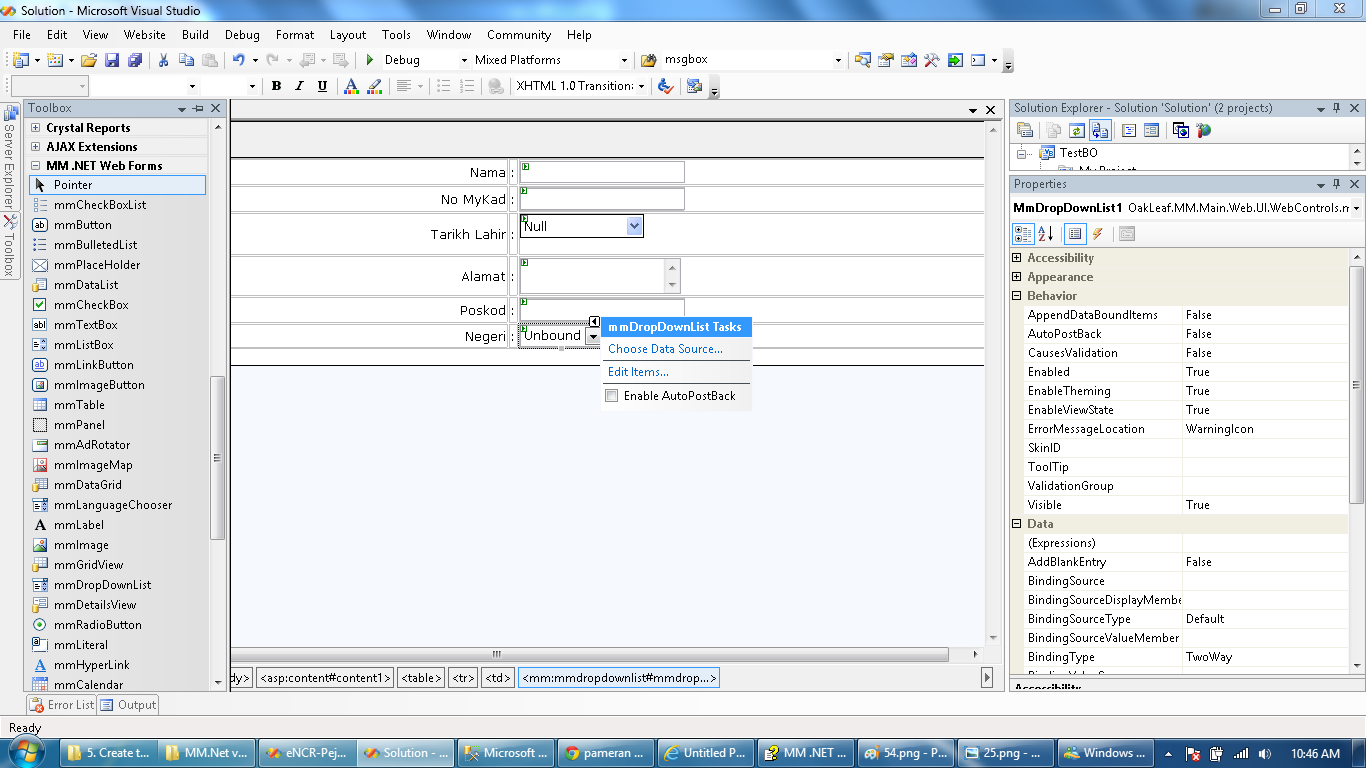 Solution - Microsoft Visual Studio
File Edit View Website Build Debug Format Layout Tools Window Community Help
Debug Mixed Platforms msgbox
B I U A XHTML 1.0 Transition
Server Explorer
Toolbox
Toolbox
Crystal Reports
AJAX Extensions
MM.NET Web Forms
Pointer
mmCheckBoxList
mmButton
mmBulletedList
mmPlaceHolder
mmDataList
mmCheckBox
mmTextBox
mmListBox
mmLinkButton
mmImageButton
mmTable
mmPanel
mmAdRotator
mmImageMap
mmDataGrid
mmLanguageChooser
mmLabel
mmImage
mmGridView
mmDropDownList
mmDetailsView
mmRadioButton
mmLiteral
mmHyperLink
mmCalendar
Nama :
No MyKad :
Tarikh Lahir : Null
Alamat :
Poskod :
Negeri : Unbound
mmDropDownList Tasks
Choose Data Source...
Edit Items...
Enable AutoPostBack
dy> <asp:content#content1> <table> <tr> <td> <mm:mmdropdownlist#mmdrop...>
Solution Explorer - Solution 'Solution' (2 projects)
TestBO
My Project
Properties
MmDropDownList1 OakLeaf.MM.Main.Web.UI.WebControls.m
Accessibility
Appearance
Behavior
AppendDataBoundItems False
AutoPostBack False
CausesValidation False
Enabled True
EnableTheming True
EnableViewState True
ErrorMessageLocation WarningIcon
SkinID
ToolTip
ValidationGroup
Visible True
Data
(Expressions)
AddBlankEntry False
BindingSource
BindingSourceDisplayMembe
BindingSourceType Default
BindingSourceValueMember
BindingType TwoWay
Accessibility
Error List Output
Ready
5. Create t... MM.Net v... eNCR-Pej... Solution - ... Microsoft ... pameran ... Untitled P... MM .NET ... 54.png - P... 25.png - ... Windows ... 10:46 AM